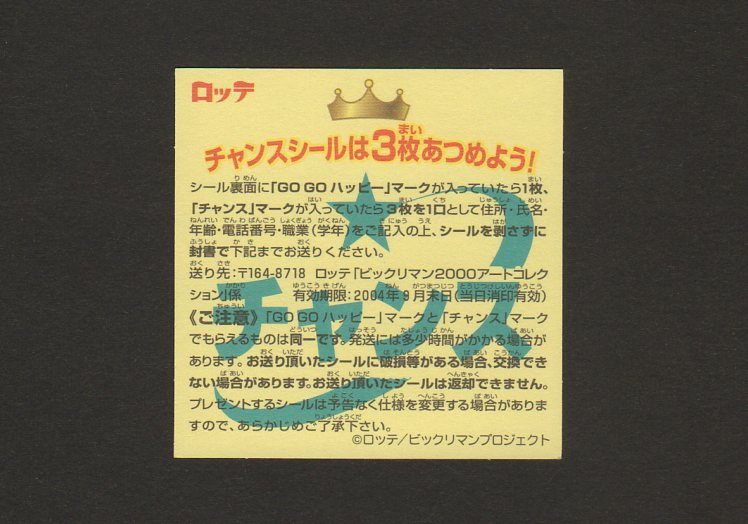 ロッテ
チャンスシールは3枚あつめよう!
シール裏面に「GO GO ハッピー」マークが入っていたら1枚、
「チャンス」マークが入っていたら3枚を1口として住所・氏名・
年齢・電話番号・職業(学年)をご記入の上、シールを剥さずに
封書で下記までお送りください。
送り先:〒164-8718 ロッテ「ビックリマン2000アートコレク
ション」係 有効期限:2004年9月末日(当日消印有効)
《ご注意》「GO GO ハッピー」マークと「チャンス」マーク
でもらえるものは同一です。発送には多少時間がかかる場合が
あります。お送り頂いたシールに破損等がある場合、交換でき
ない場合があります。お送り頂いたシールは返却できません。
プレゼントするシールは予告なく仕様を変更する場合がありま
すので、あらかじめご了承下さい。
©ロッテ/ビックリマンプロジェクト
チャンス